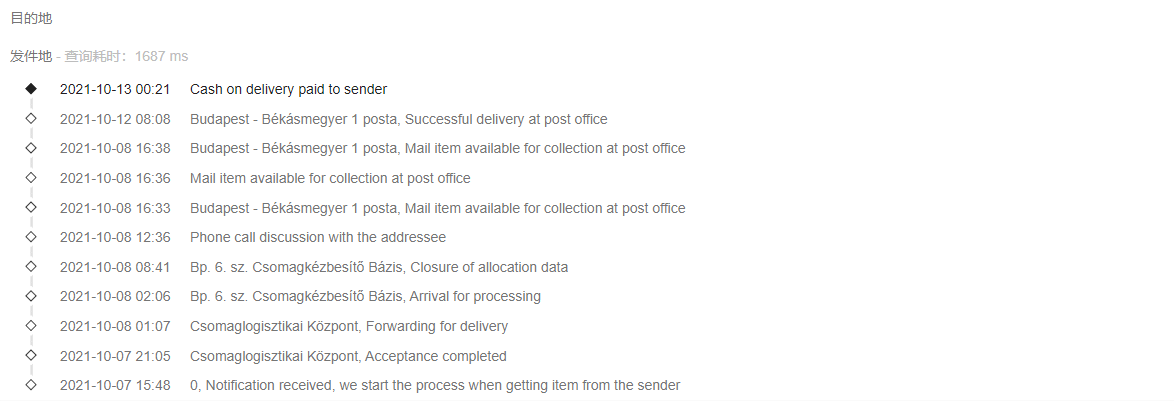 目的地
发件地 - 查询耗时：1687 ms
2021-10-13 00:21 Cash on delivery paid to sender
2021-10-12 08:08 Budapest - Békásmegyer 1 posta, Successful delivery at post office
2021-10-08 16:38 Budapest - Békásmegyer 1 posta, Mail item available for collection at post office
2021-10-08 16:36 Mail item available for collection at post office
2021-10-08 16:33 Budapest - Békásmegyer 1 posta, Mail item available for collection at post office
2021-10-08 12:36 Phone call discussion with the addressee
2021-10-08 08:41 Bp. 6. sz. Csomagkézbesítő Bázis, Closure of allocation data
2021-10-08 02:06 Bp. 6. sz. Csomagkézbesítő Bázis, Arrival for processing
2021-10-08 01:07 Csomaglogisztikai Központ, Forwarding for delivery
2021-10-07 21:05 Csomaglogisztikai Központ, Acceptance completed
2021-10-07 15:48 0, Notification received, we start the process when getting item from the sender